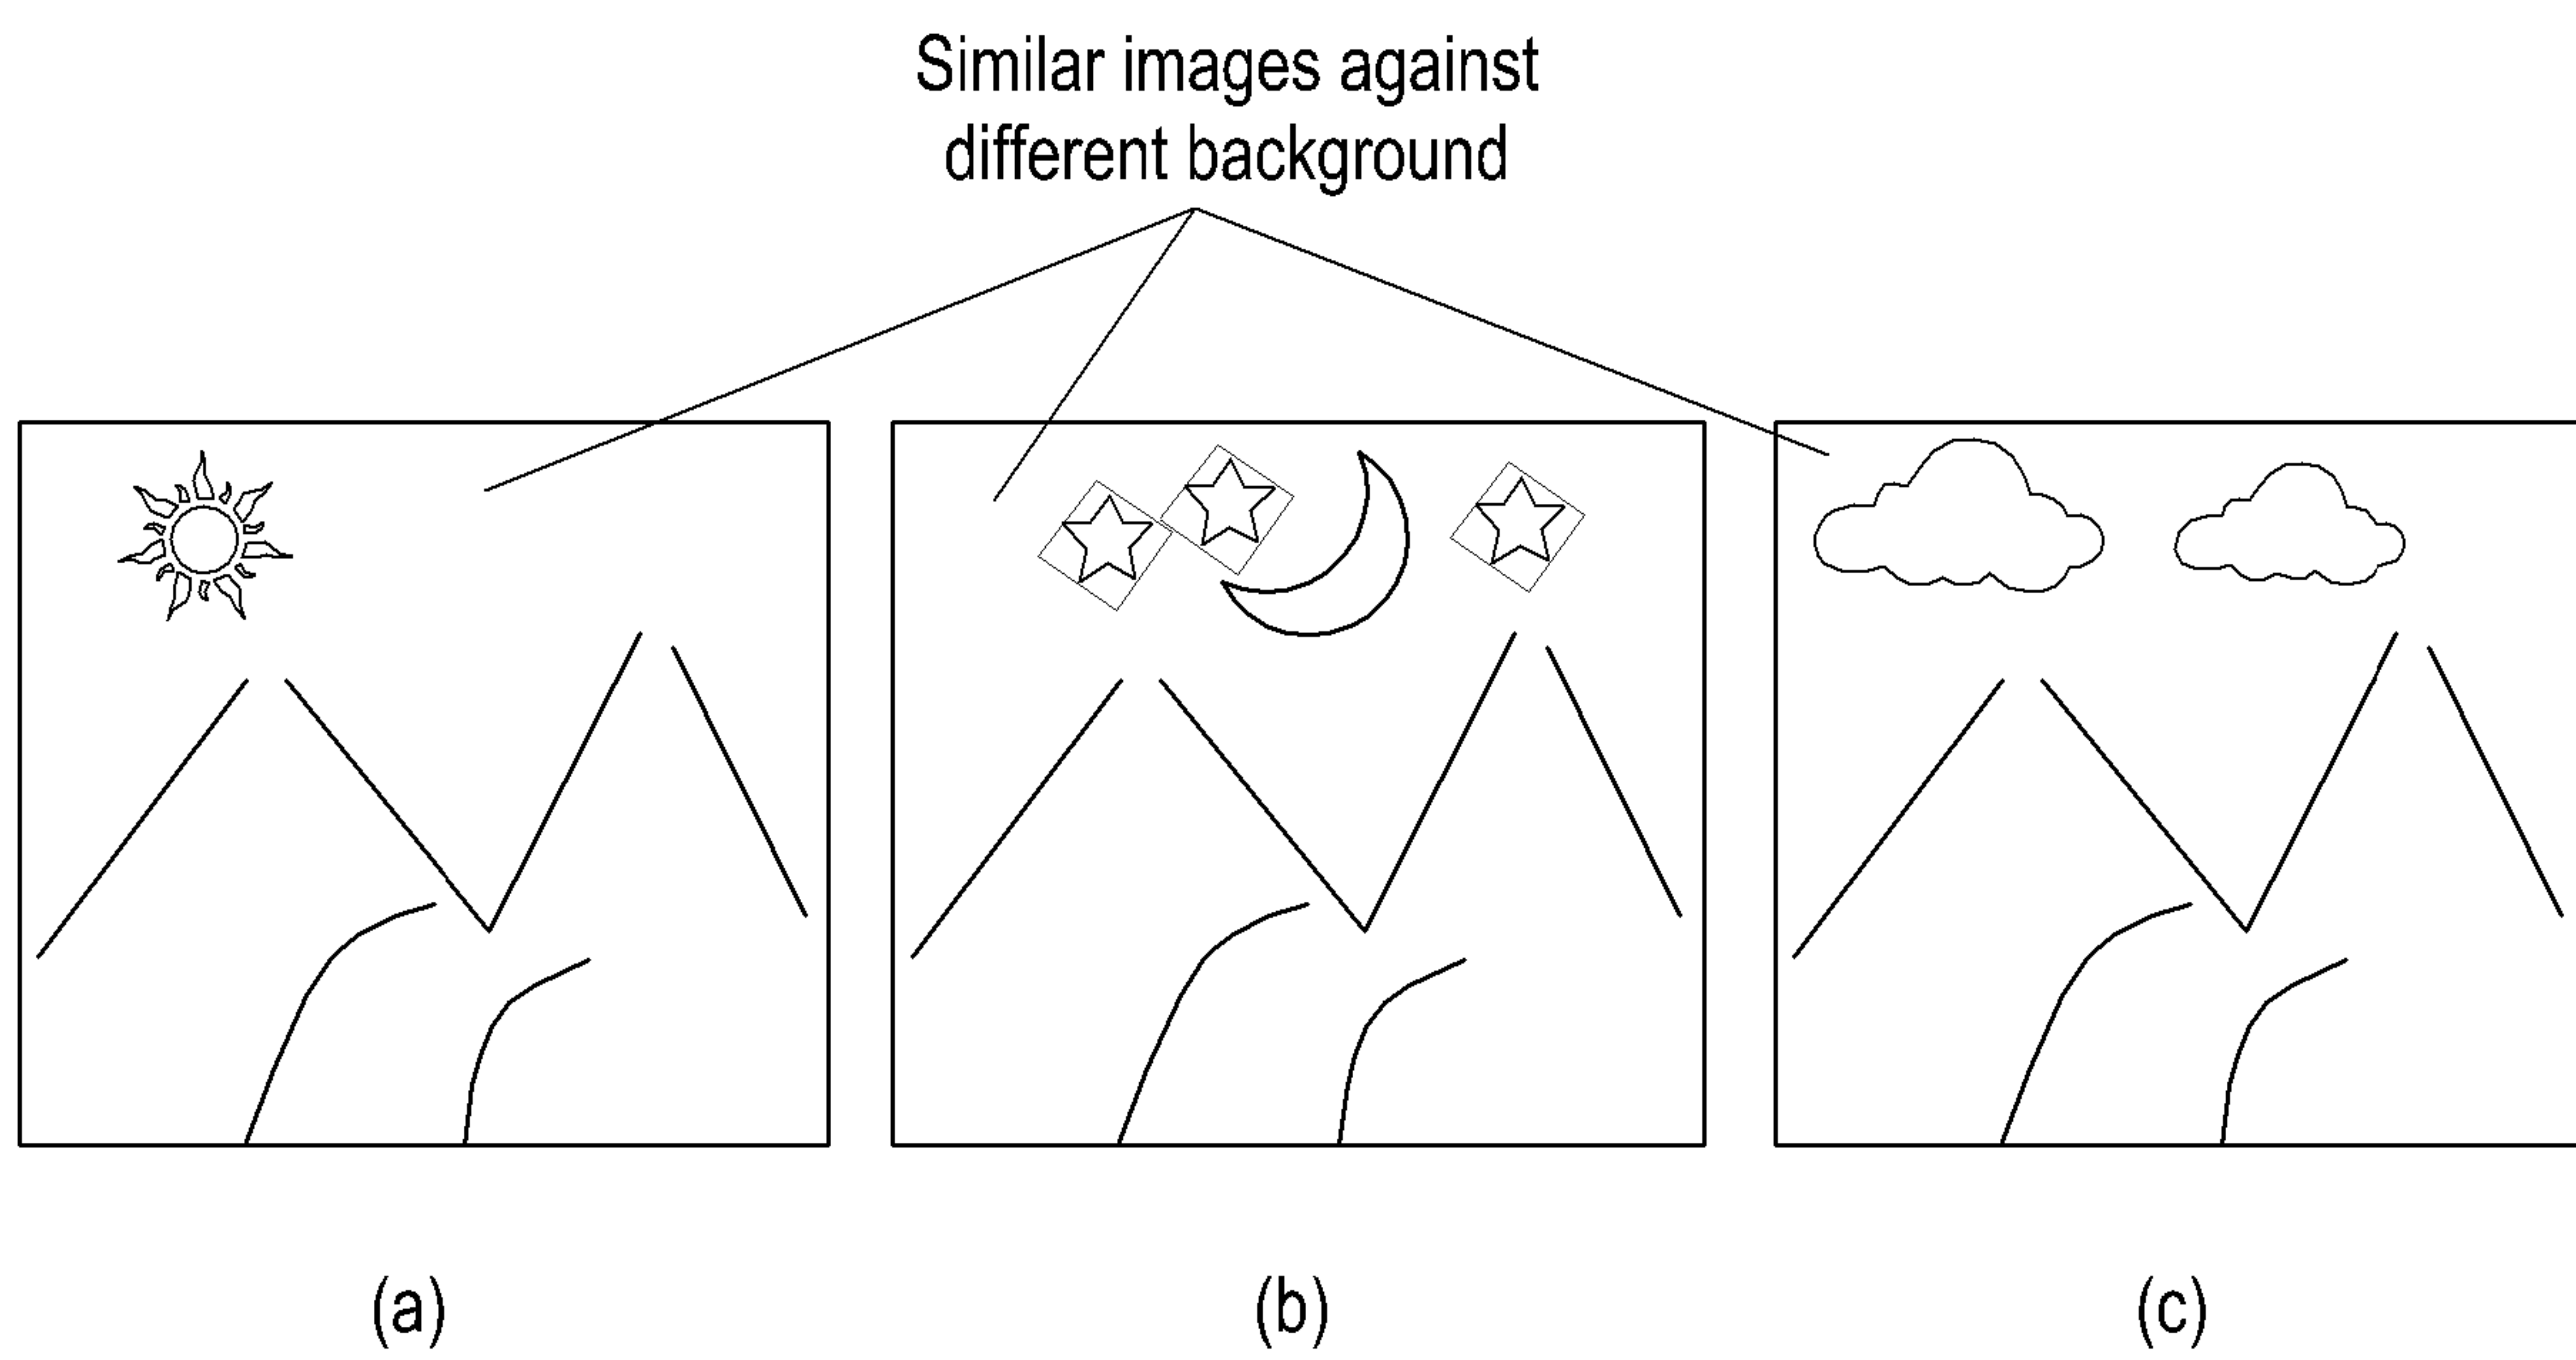 Similar images against
different background
(a)
(b)
(c)